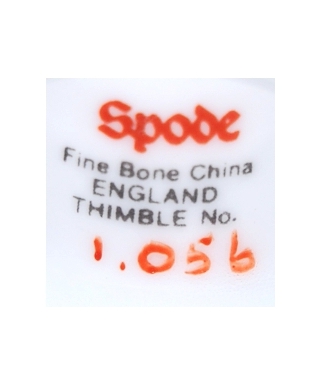 Spode
Fine Bone China
ENGLAND
THIMBLE No.
1.056